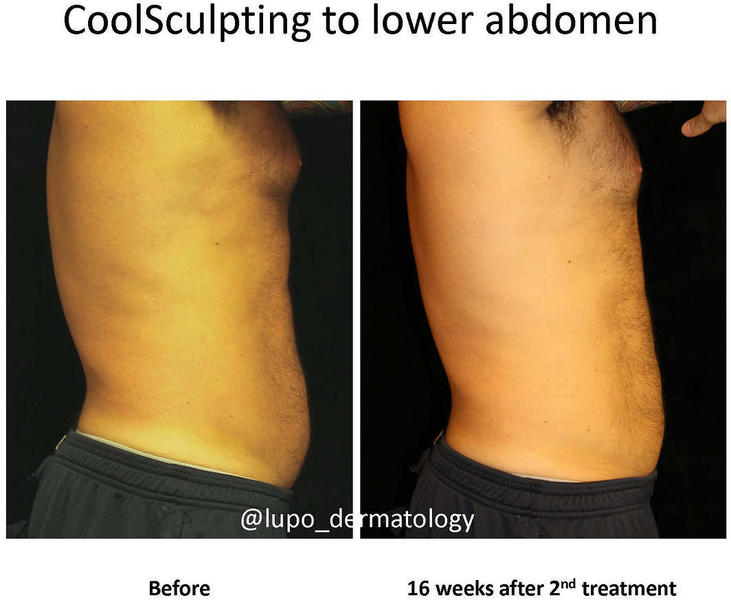 CoolSculpting to lower abdomen
@lupo_dermatology
Before
16 weeks after 2nd treatment